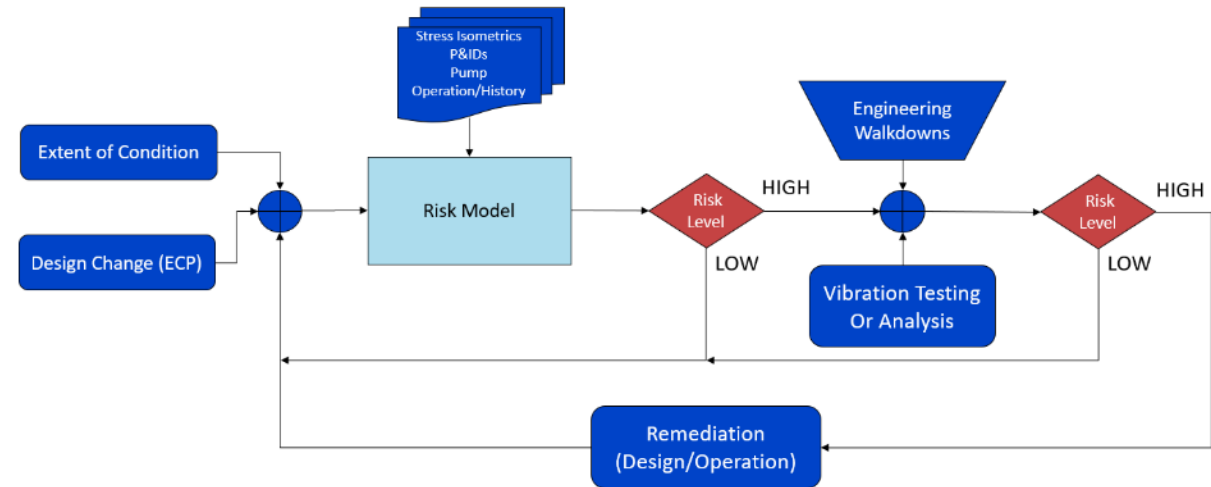 Stress Isometrics
P&IDs
Pump
Operation/History
Extent of Condition
Design Change (ECP)
Risk Model
Risk
Level
HIGH
LOW
Engineering
Walkdowns
Vibration Testing
Or Analysis
Risk
Level
HIGH
LOW
Remediation
(Design/Operation)